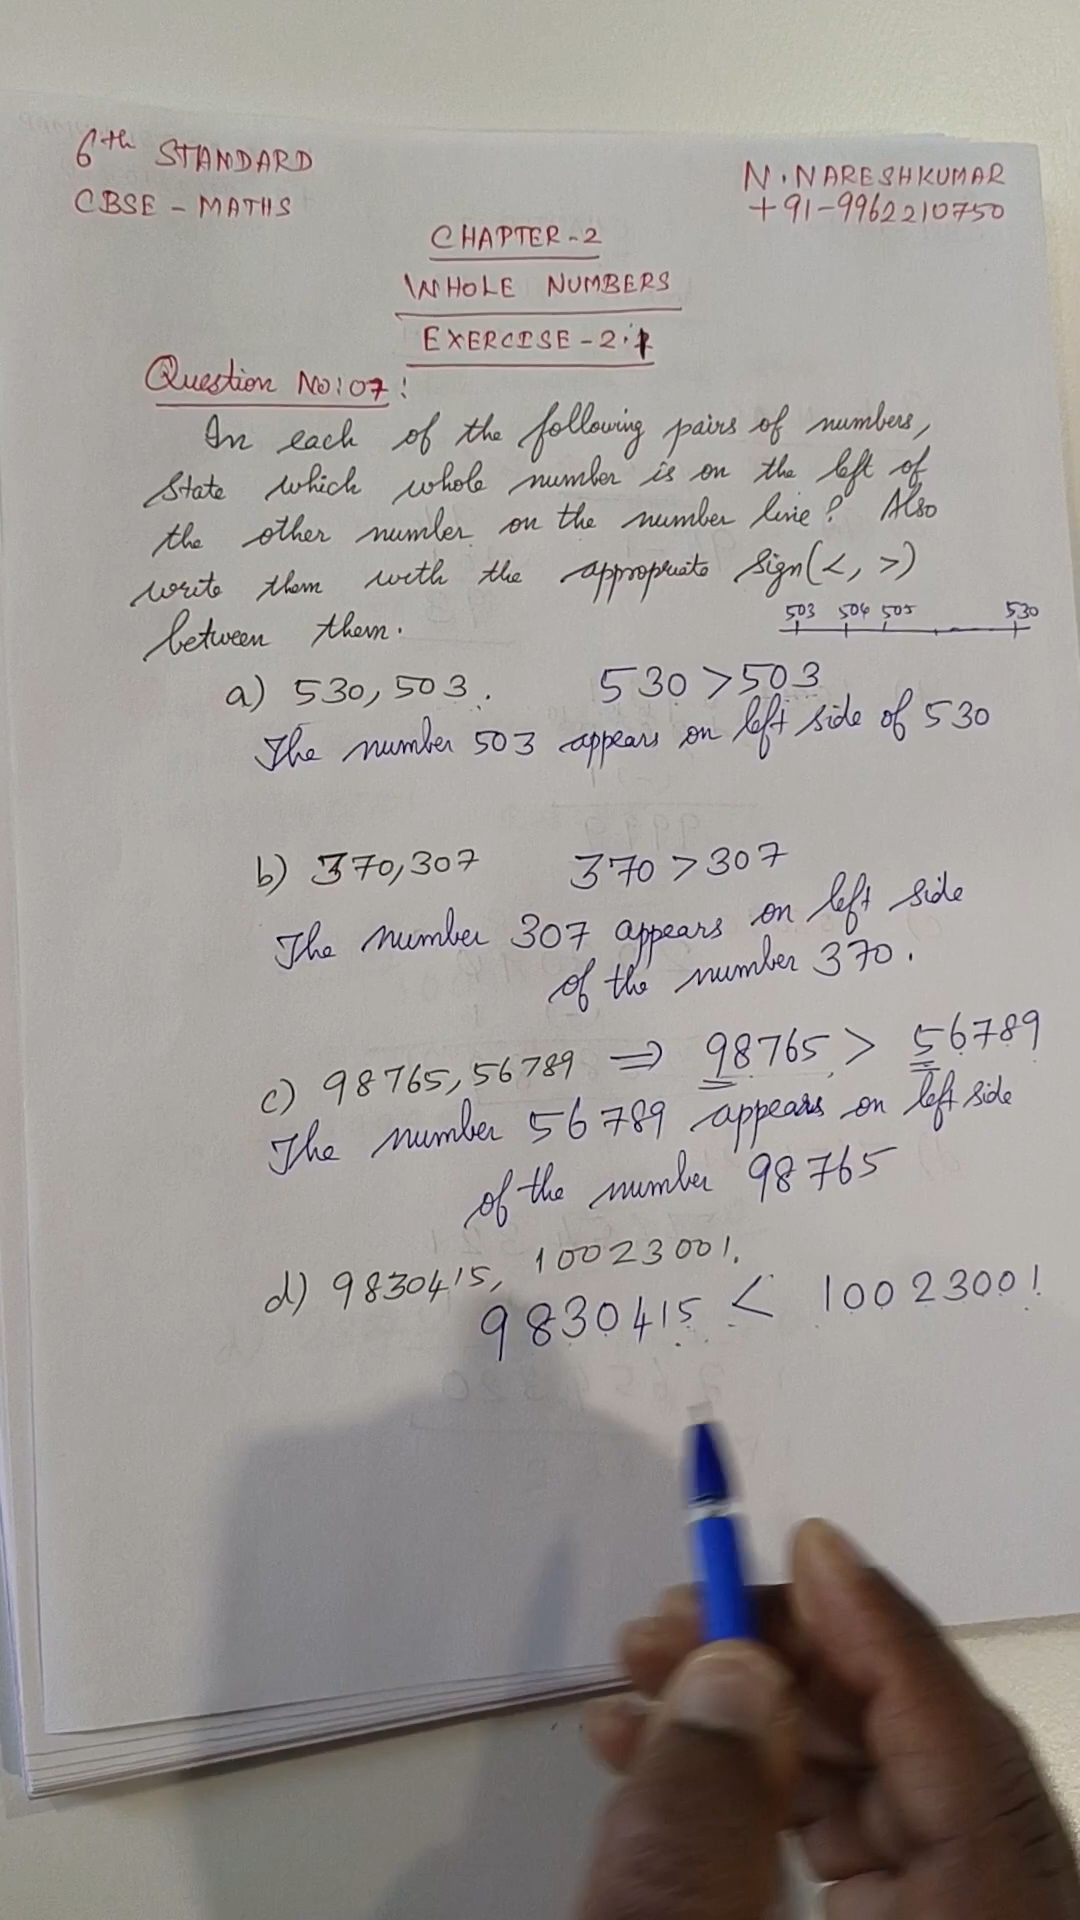 6th STANDARD
CBSE - MATHS
N. NARESHKUMAR
+91-9962210750
CHAPTER-2
WHOLE NUMBERS
EXERCISE-2.1
Question No:07:
In each of the following pairs of numbers,
State which whole number is on the left of
the other number on the number line? Also
write them with the appropriate sign(<, >)
between them.
503 504 505 530
a) 530,503. 530 > 503
The number 503 appears on left side of 530
b) 370,307 370 > 307
The number 307 appears on left side
of the number 370.
c) 98765, 56789 ⇒ 98765 > 56789
The number 56789 appears on left side
of the number 98765
d) 9830415, 10023001.
9830415 < 10023001